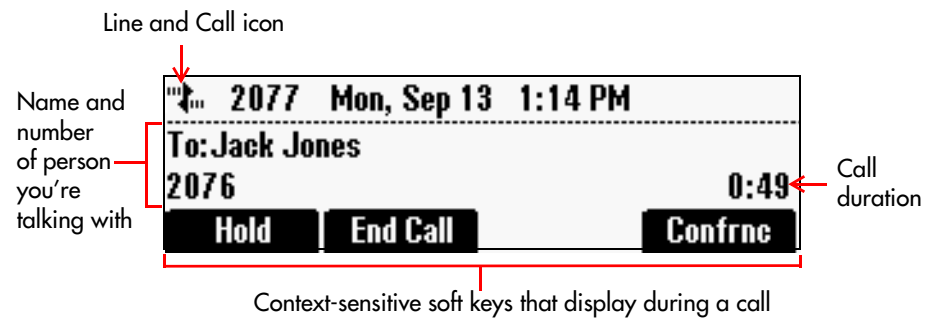 Line and Call icon
2077 Mon, Sep 13 1:14 PM
Name and
number
of person
you're
talking with
To:Jack Jones
2076
0:49
Call
duration
Hold
End Call
Confrnc
Context-sensitive soft keys that display during a call